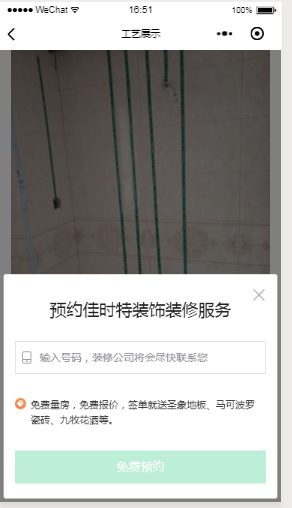 WeChat 16:51 100%
工艺展示
预约佳时特装饰装修服务
输入号码，装修公司将会尽快联系您
免费量房，免费报价，签单就送圣象地板、马可波罗
瓷砖、九牧花洒等。
免费预约